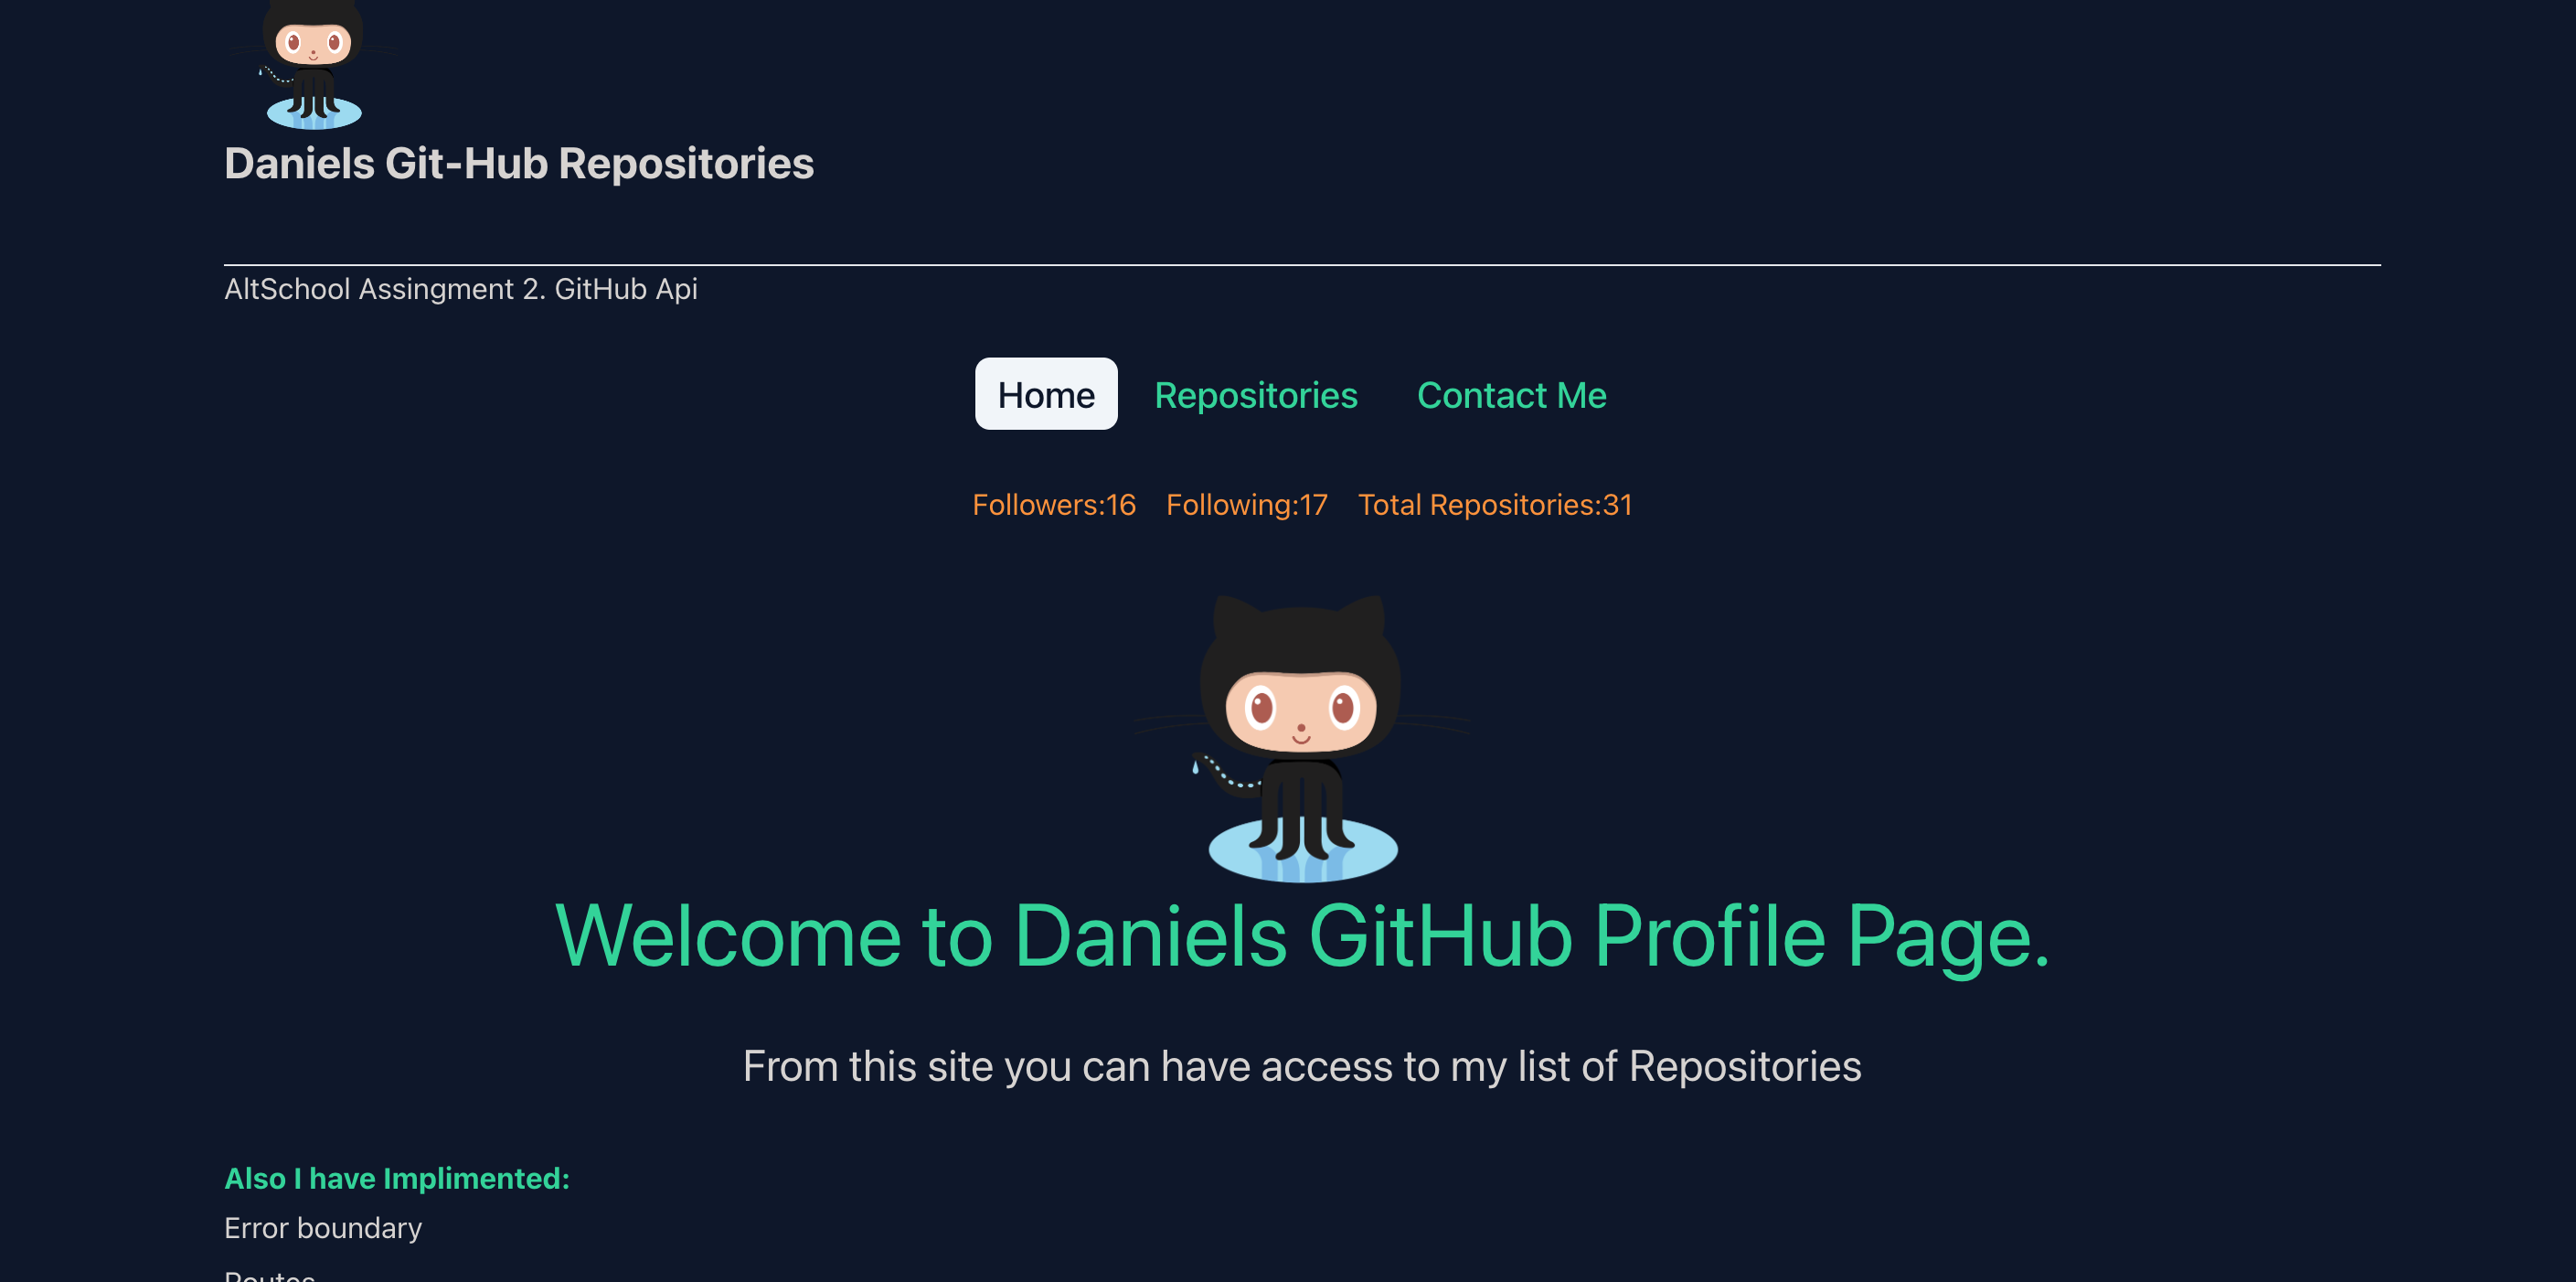 Daniels Git-Hub Repositories
AltSchool Assingment 2. GitHub Api
Home Repositories Contact Me
Followers:16 Following:17 Total Repositories:31
Welcome to Daniels GitHub Profile Page.
From this site you can have access to my list of Repositories
Also I have Implimented:
Error boundary
Routes